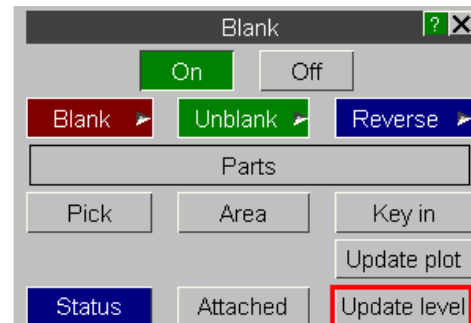 Blank ? X
On Off
Blank Unblank Reverse
Parts
Pick Area Key in
Update plot
Status Attached Update level